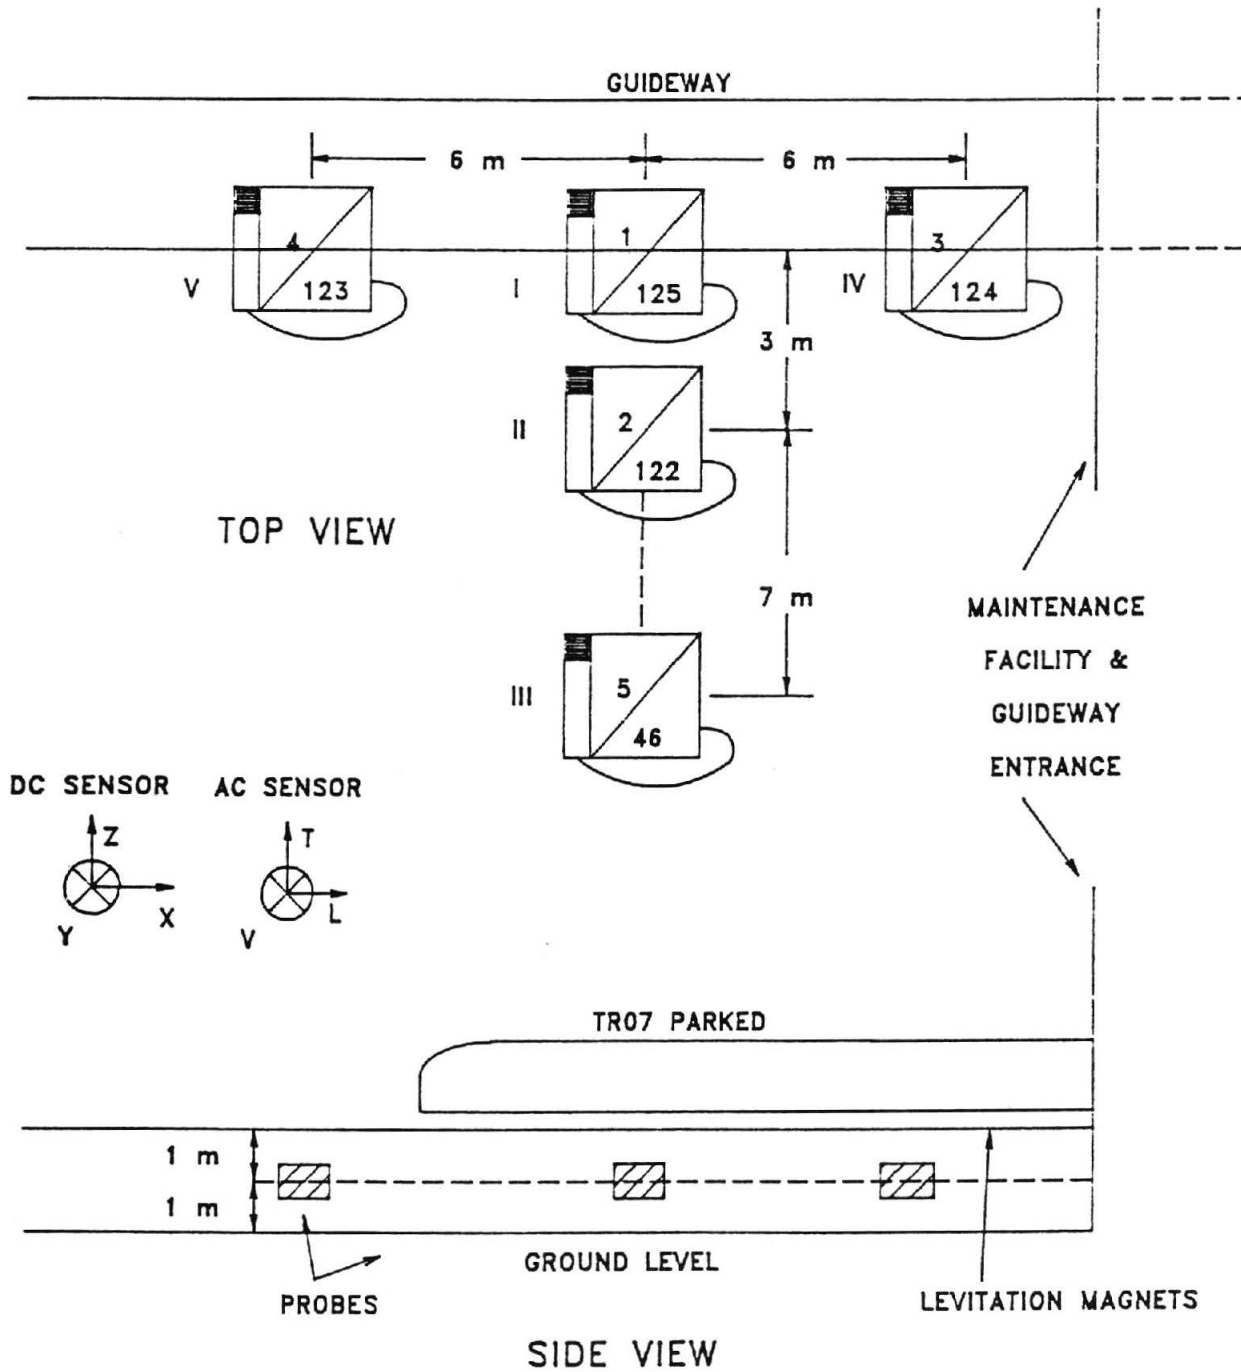 GUIDEWAY
6 m
6 m
4
1
3
V
123
I
125
IV
124
3 m
II
2
122
TOP VIEW
7 m
MAINTENANCE
FACILITY &
GUIDEWAY
ENTRANCE
III
5
46
DC SENSOR
AC SENSOR
Z
T
X
L
Y
V
TR07 PARKED
1 m
1 m
GROUND LEVEL
PROBES
LEVITATION MAGNETS
SIDE VIEW